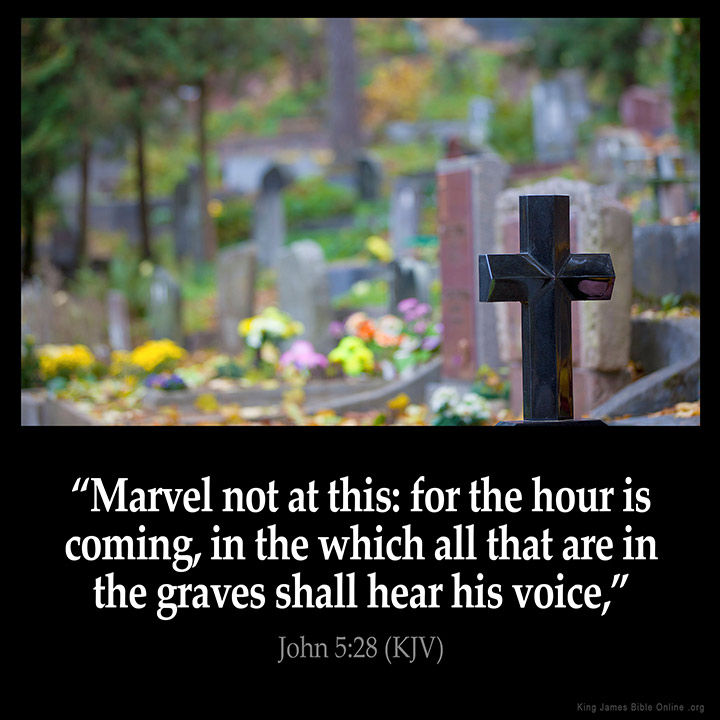 “Marvel not at this: for the hour is
coming, in the which all that are in
the graves shall hear his voice,”
John 5:28 (KJV)
King James Bible Online .org